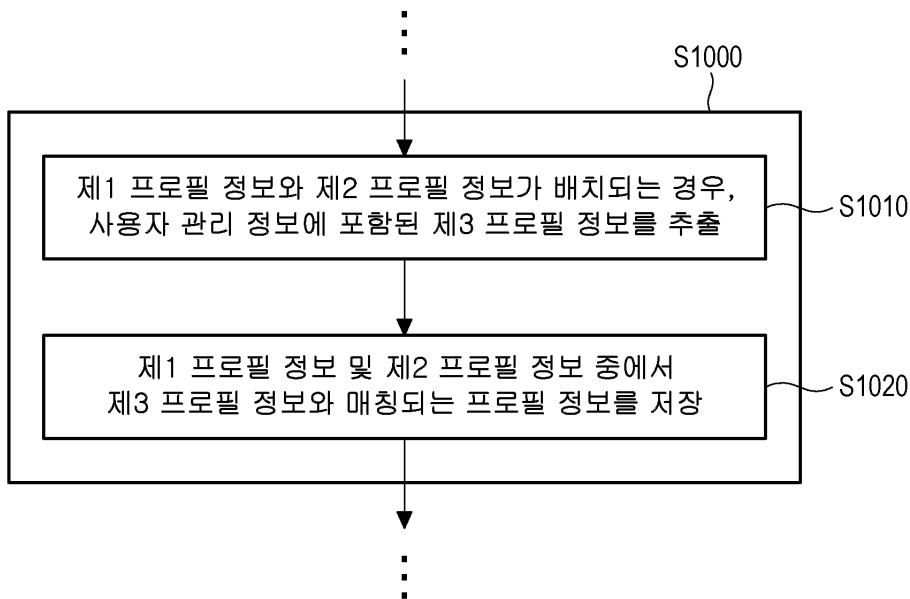 S1000
제1 프로필 정보와 제2 프로필 정보가 배치되는 경우,
사용자 관리 정보에 포함된 제3 프로필 정보를 추출
S1010
제1 프로필 정보 및 제2 프로필 정보 중에서
제3 프로필 정보와 매칭되는 프로필 정보를 저장
S1020